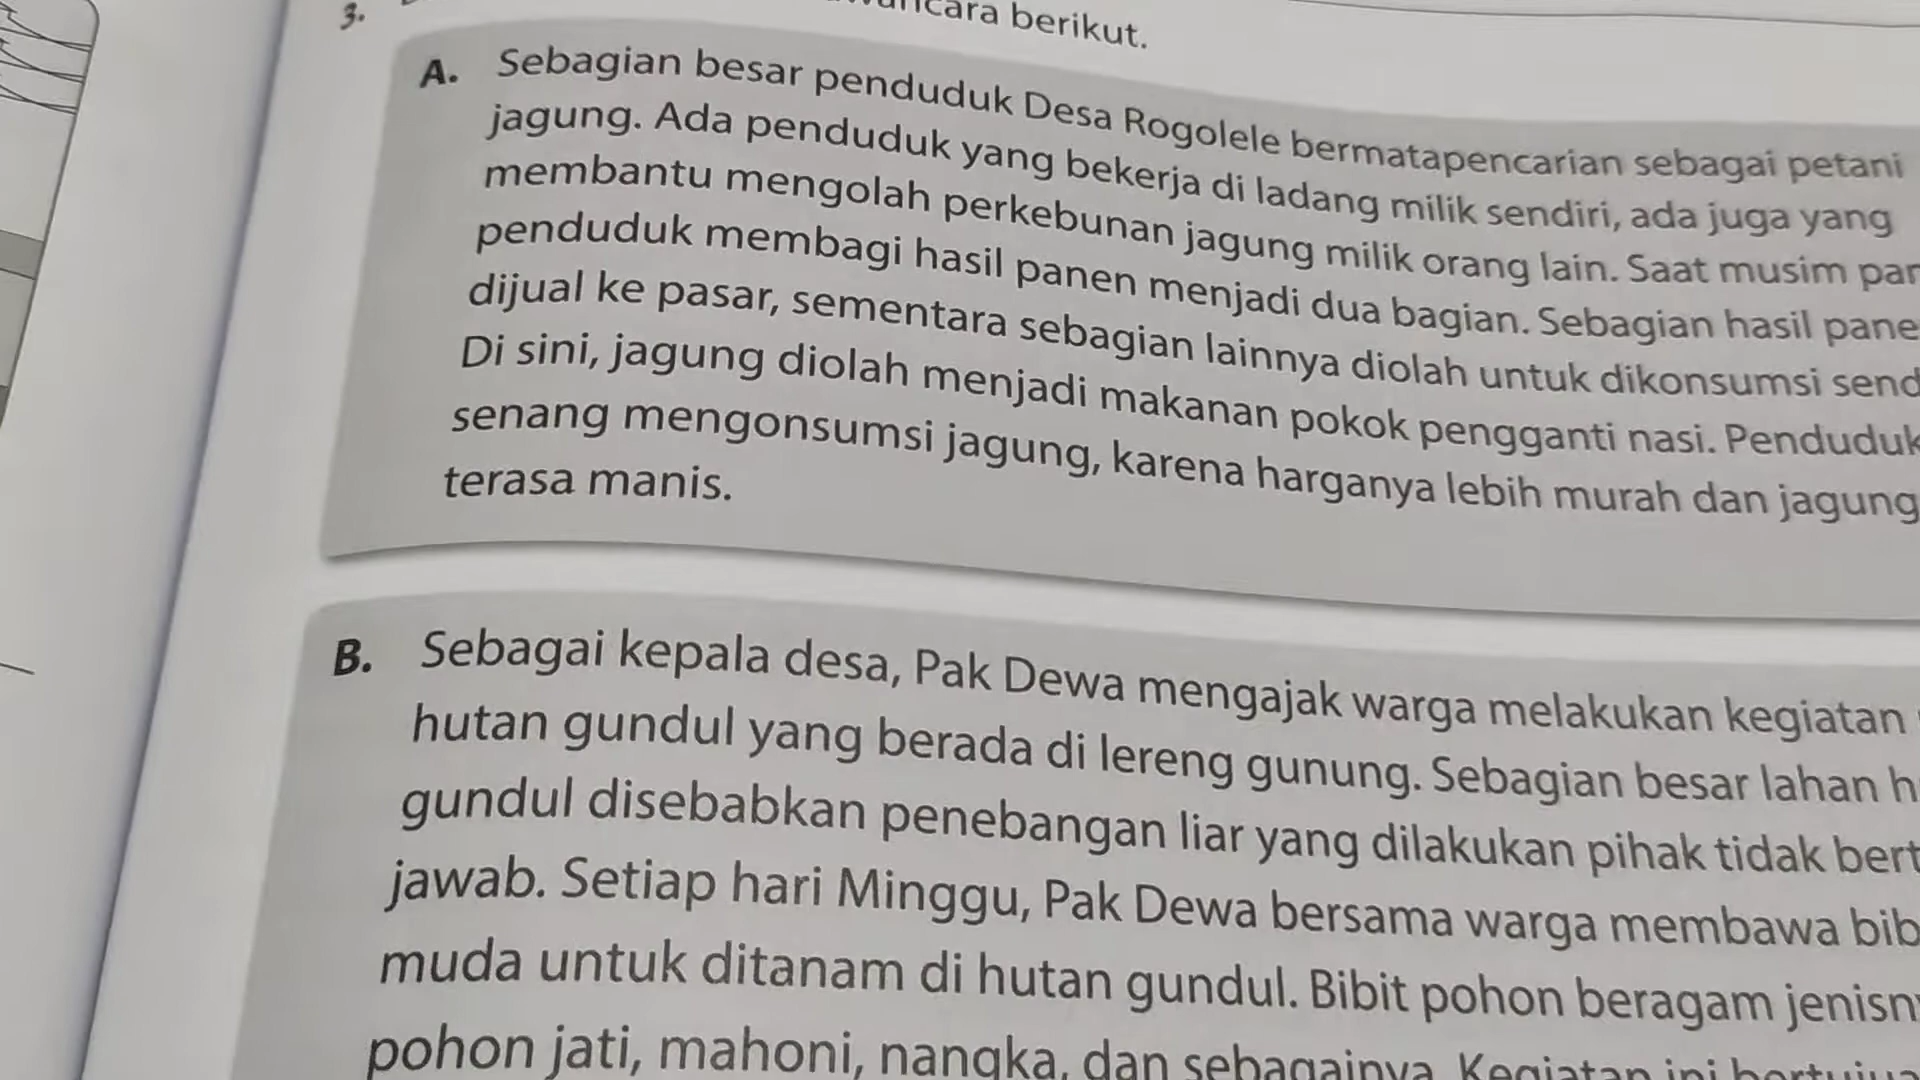 3.
berikut.
A. Sebagian besar penduduk Desa Rogolele bermatapencarian sebagai petani
jagung. Ada penduduk yang bekerja di ladang milik sendiri, ada juga yang
membantu mengolah perkebunan jagung milik orang lain. Saat musim
penduduk membagi hasil panen menjadi dua bagian. Sebagian hasil
dijual ke pasar, sementara sebagian lainnya diolah untuk dikonsumsi
Di sini, jagung diolah menjadi makanan pokok pengganti nasi. Penduduk
senang mengonsumsi jagung, karena harganya lebih murah dan jagung
terasa manis.
B. Sebagai kepala desa, Pak Dewa mengajak warga melakukan kegiatan
hutan gundul yang berada di lereng gunung. Sebagian besar lahan
gundul disebabkan penebangan liar yang dilakukan pihak tidak
jawab. Setiap hari Minggu, Pak Dewa bersama warga membawa
muda untuk ditanam di hutan gundul. Bibit pohon beragam
pohon jati, mahoni, nangka, dan sebagainya. Kegiatan ini